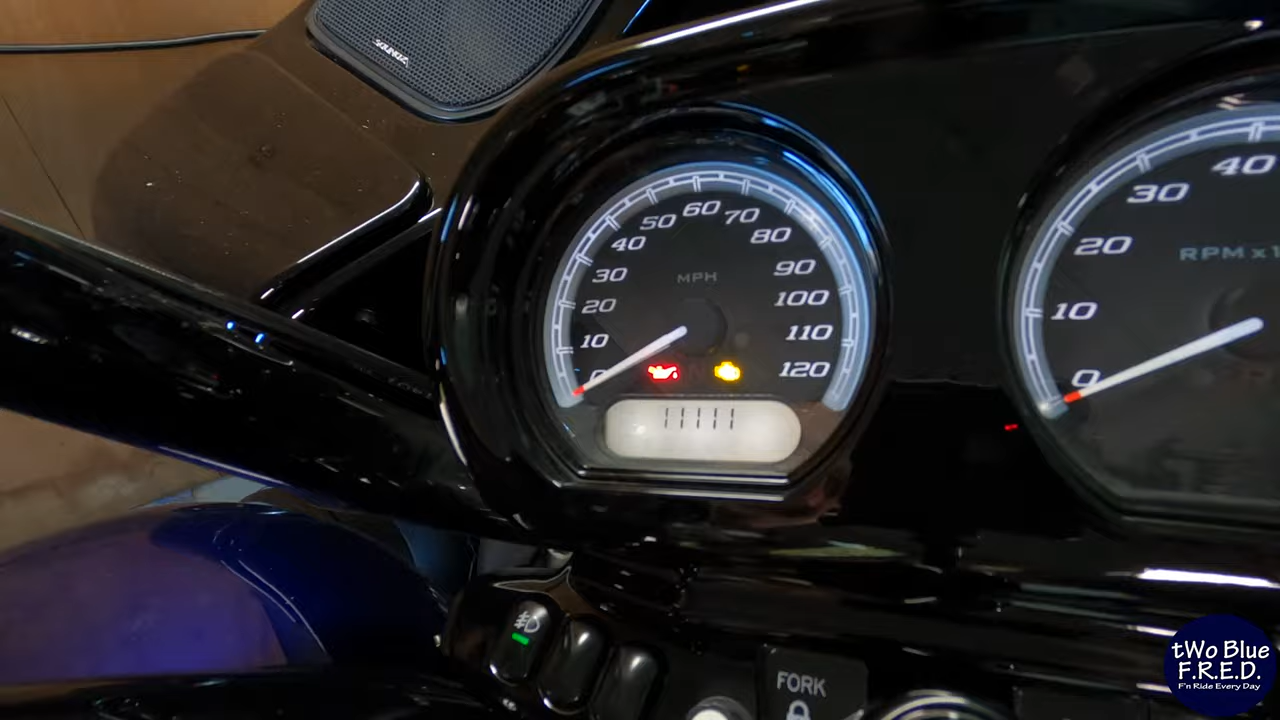 50 60 70
40 80
30 MPH 90
20 100
10 110
0 120
11111
40
30
20 RPM x1
10
0
FORK
tWo Blue
F.R.E.D.
F'n Ride Every Day